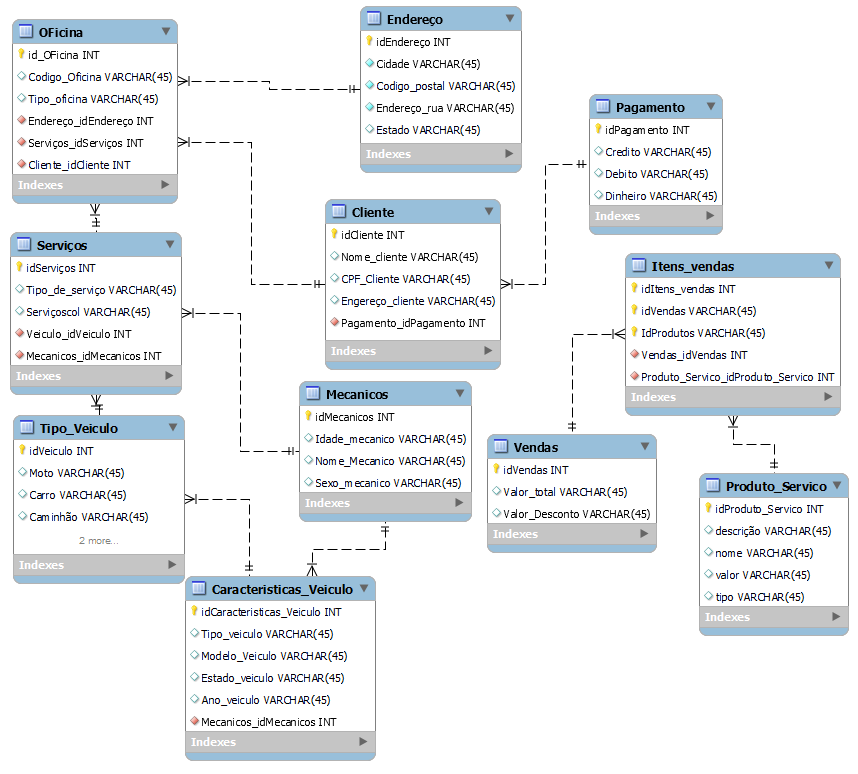 OFicina
id_OFicina INT
Codigo_Oficina VARCHAR(45)
Tipo_oficina VARCHAR(45)
Endereço_idEndereço INT
Serviços_idServiços INT
Cliente_idCliente INT
Indexes
Endereço
idEndereço INT
Cidade VARCHAR(45)
Codigo_postal VARCHAR(45)
Endereço_rua VARCHAR(45)
Estado VARCHAR(45)
Indexes
Pagamento
idPagamento INT
Credito VARCHAR(45)
Debito VARCHAR(45)
Dinheiro VARCHAR(45)
Indexes
Cliente
idCliente INT
Nome_cliente VARCHAR(45)
CPF_Cliente VARCHAR(45)
Engereço_cliente VARCHAR(45)
Pagamento_idPagamento INT
Indexes
Serviços
idServiços INT
Tipo_de_serviço VARCHAR(45)
Serviçoscol VARCHAR(45)
Veiculo_idVeiculo INT
Mecanicos_idMecanicos INT
Indexes
Itens_vendas
idItens_vendas INT
idVendas VARCHAR(45)
IdProdutos VARCHAR(45)
Vendas_idVendas INT
Produto_Servico_idProduto_Servico INT
Indexes
Mecanicos
idMecanicos INT
Idade_mecanico VARCHAR(45)
Nome_Mecanico VARCHAR(45)
Sexo_mecanico VARCHAR(45)
Indexes
Tipo_Veiculo
idVeiculo INT
Moto VARCHAR(45)
Carro VARCHAR(45)
Caminhão VARCHAR(45)
2 more...
Indexes
Vendas
idVendas INT
Valor_total VARCHAR(45)
Valor_Desconto VARCHAR(45)
Indexes
Produto_Servico
idProduto_Servico INT
descrição VARCHAR(45)
nome VARCHAR(45)
valor VARCHAR(45)
tipo VARCHAR(45)
Indexes
Caracteristicas_Veiculo
idCaracteristicas_Veiculo INT
Tipo_veiculo VARCHAR(45)
Modelo_Veiculo VARCHAR(45)
Estado_veiculo VARCHAR(45)
Ano_veiculo VARCHAR(45)
Mecanicos_idMecanicos INT
Indexes